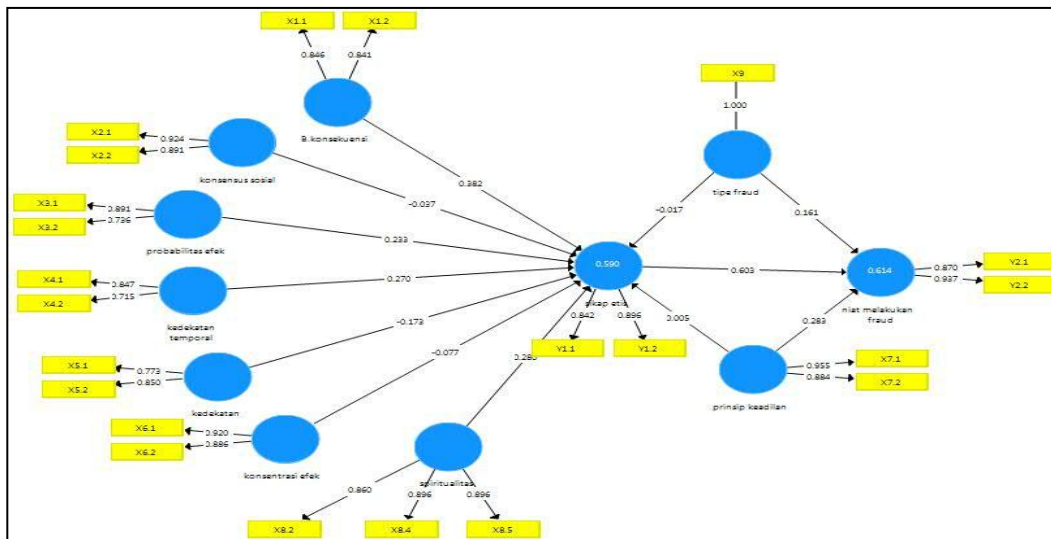 X1.1
X1.2
0.846
0.841
B.konsekuensi
X9
1.000
tipe fraud
X2.1
X2.2
0.924
0.891
konsensus sosial
0.382
-0.037
-0.017
0.161
X3.1
X3.2
0.891
0.736
probabilitas efek
0.233
X4.1
X4.2
0.847
0.715
kedekatan
temporal
0.270
0.590
0.603
0.614
0.870
0.937
Y2.1
Y2.2
niat melakukan
fraud
sikap etis
0.842
0.896
Y1.1
Y1.2
0.005
0.283
X5.1
X5.2
0.773
0.850
kedekatan
-0.173
-0.077
0.955
0.884
X7.1
X7.2
prinsip keadilan
X6.1
X6.2
0.920
0.886
konsentrasi efek
spiritualitas
0.860
0.896
0.896
X8.2
X8.4
X8.5